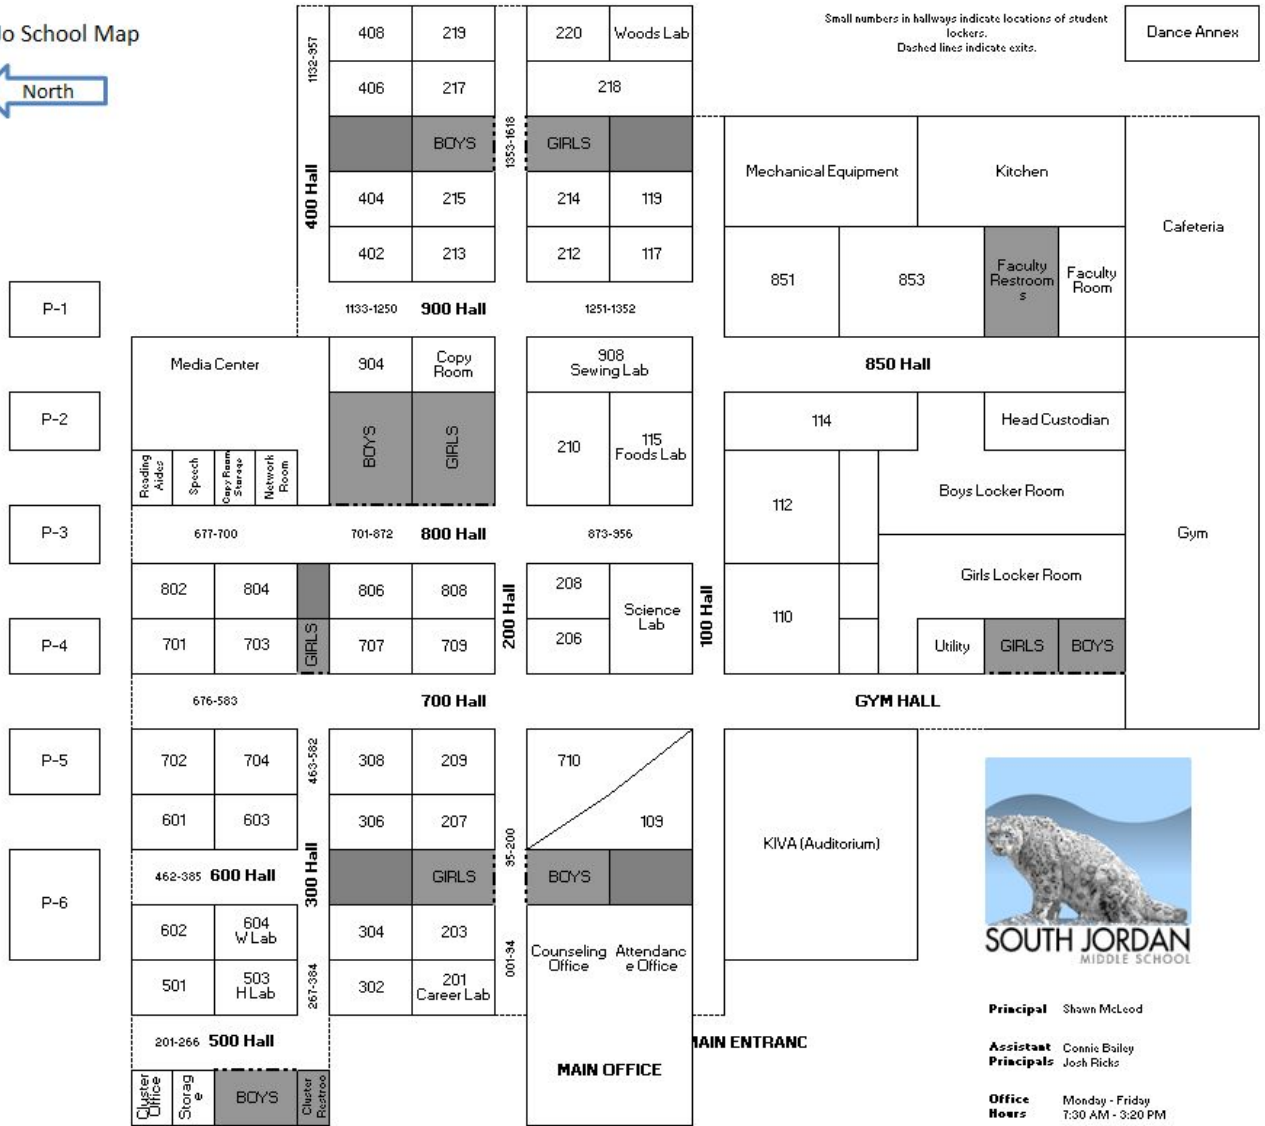 lo School Map
North
Small numbers in hallways indicate locations of student
lockers.
Dashed lines indicate exits.
Dance Annex
408
219
220
Woods Lab
1132-957
406
217
218
BOYS
1353-1618
GIRLS
400 Hall
404
215
214
119
402
213
212
117
Mechanical Equipment
Kitchen
Cafeteria
851
853
Faculty
Restroom
s
Faculty
Room
P-1
1133-1250
900 Hall
1251-1352
Media Center
904
Copy
Room
908
Sewing Lab
850 Hall
P-2
BOYS
GIRLS
210
115
Foods Lab
114
Head Custodian
Reading
Aides
Speech
Copy Room
Storage
Network
Room
112
Boys Locker Room
Gym
P-3
677-700
701-872
800 Hall
873-956
802
804
806
808
200 Hall
208
Science
Lab
100 Hall
110
Girls Locker Room
P-4
701
703
GIRLS
707
709
206
Utility
GIRLS
BOYS
676-583
700 Hall
GYM HALL
P-5
702
704
463-582
308
209
710
601
603
306
207
35-200
109
KIVA (Auditorium)
P-6
462-385
600 Hall
300 Hall
GIRLS
BOYS
602
604
W Lab
304
203
001-34
Counseling
Office
Attendanc
e Office
501
503
H Lab
267-384
302
201
Career Lab
201-266
500 Hall
MAIN OFFICE
MAIN ENTRANC
Cluster
Office
Storag
e
BOYS
Cluster
Restroo
SOUTH JORDAN
MIDDLE SCHOOL
Principal Shawn McLeod
Assistant Connie Bailey
Principals Josh Ricks
Office Monday - Friday
Hours 7:30 AM - 3:20 PM